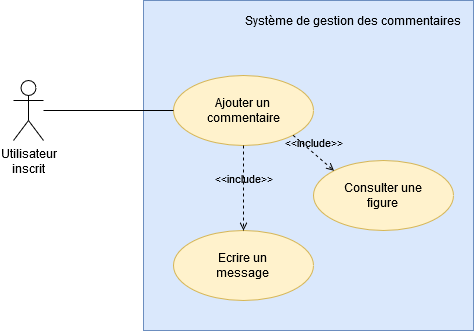 Système de gestion des commentaires
Ajouter un
commentaire
Utilisateur
inscrit
<<include>>
<<include>>
Consulter une
figure
Ecrire un
message